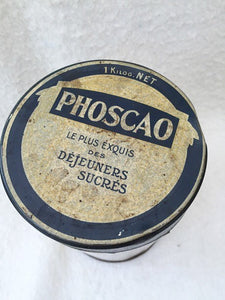 1 KILOG. NET
PHOSCAO
LE PLUS EXQUIS
DES
DÉJEUNERS
SUCRÉS